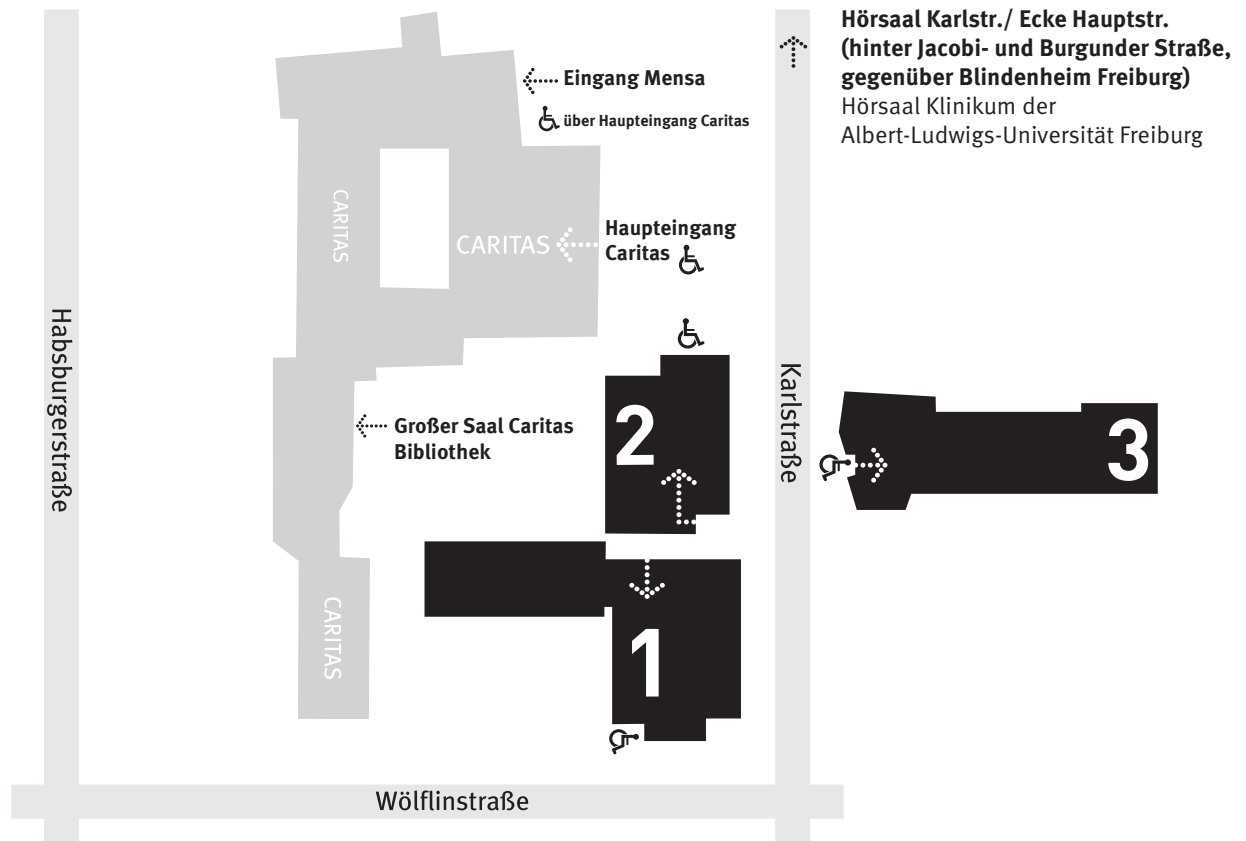 Hörsaal Karlstr./ Ecke Hauptstr.
(hinter Jacobi- und Burgunder Straße,
gegenüber Blindenheim Freiburg)
Hörsaal Klinikum der
Albert-Ludwigs-Universität Freiburg
Eingang Mensa
über Haupteingang Caritas
CARITAS
CARITAS
Haupteingang
Caritas
Habsburgerstraße
Karlstraße
Großer Saal Caritas
Bibliothek
2
3
1
CARITAS
Wölflinstraße